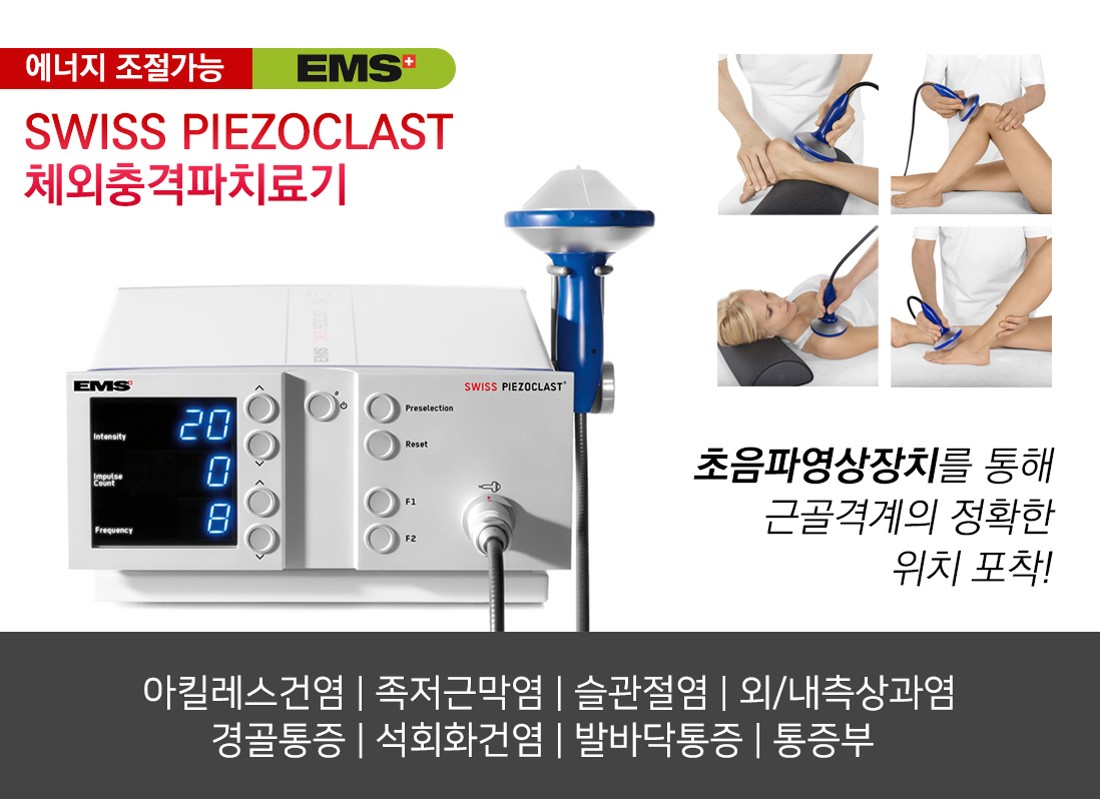 에너지 조절가능
EMS
SWISS PIEZOCLAST
체외충격파치료기
EMS
SWISS PIEZOCLAST
Intensity
20
Impulse
Count
0
Frequency
8
Preselection
Reset
F1
F2
초음파영상장치를 통해
근골격계의 정확한
위치 포착!
아킬레스건염 | 족저근막염 | 슬관절염 | 외/내측상과염
경골통증 | 석회화건염 | 발바닥통증 | 통증부